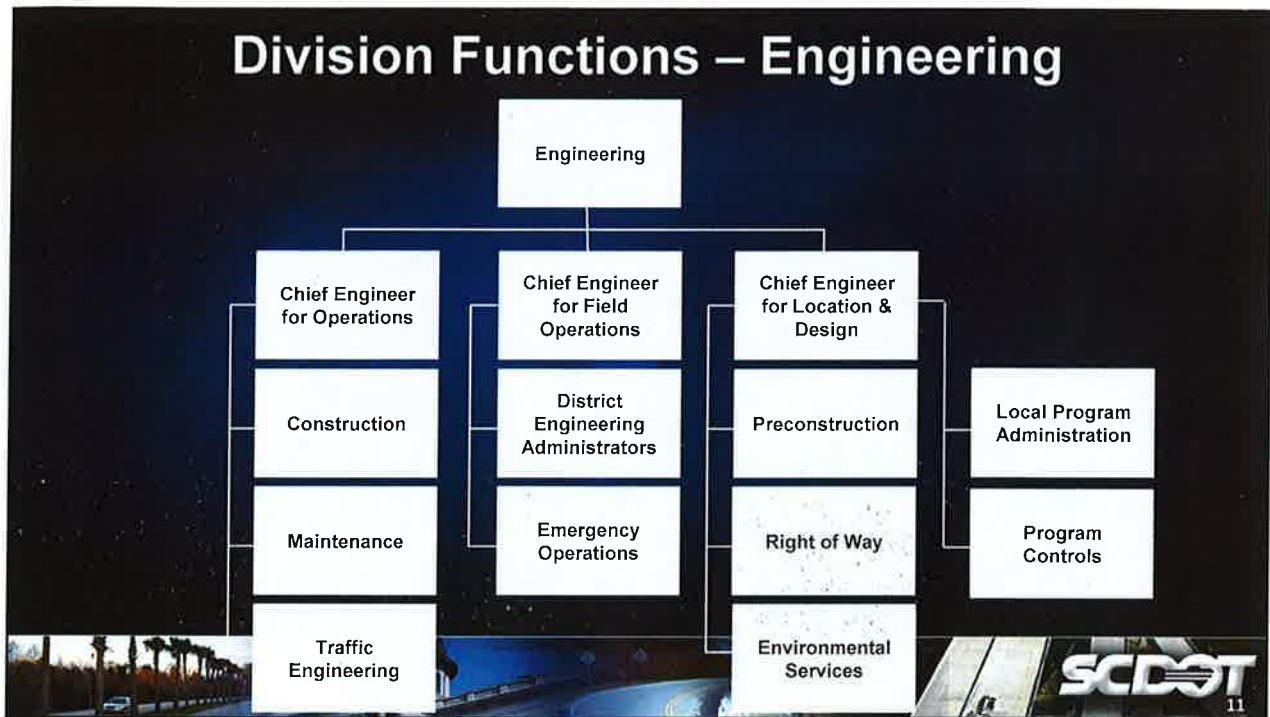 Division Functions – Engineering
Engineering
Chief Engineer
for Operations
Chief Engineer
for Field
Operations
Chief Engineer
for Location &
Design
Construction
District
Engineering
Administrators
Preconstruction
Local Program
Administration
Maintenance
Emergency
Operations
Right of Way
Program
Controls
Traffic
Engineering
Environmental
Services
SCDOT
11